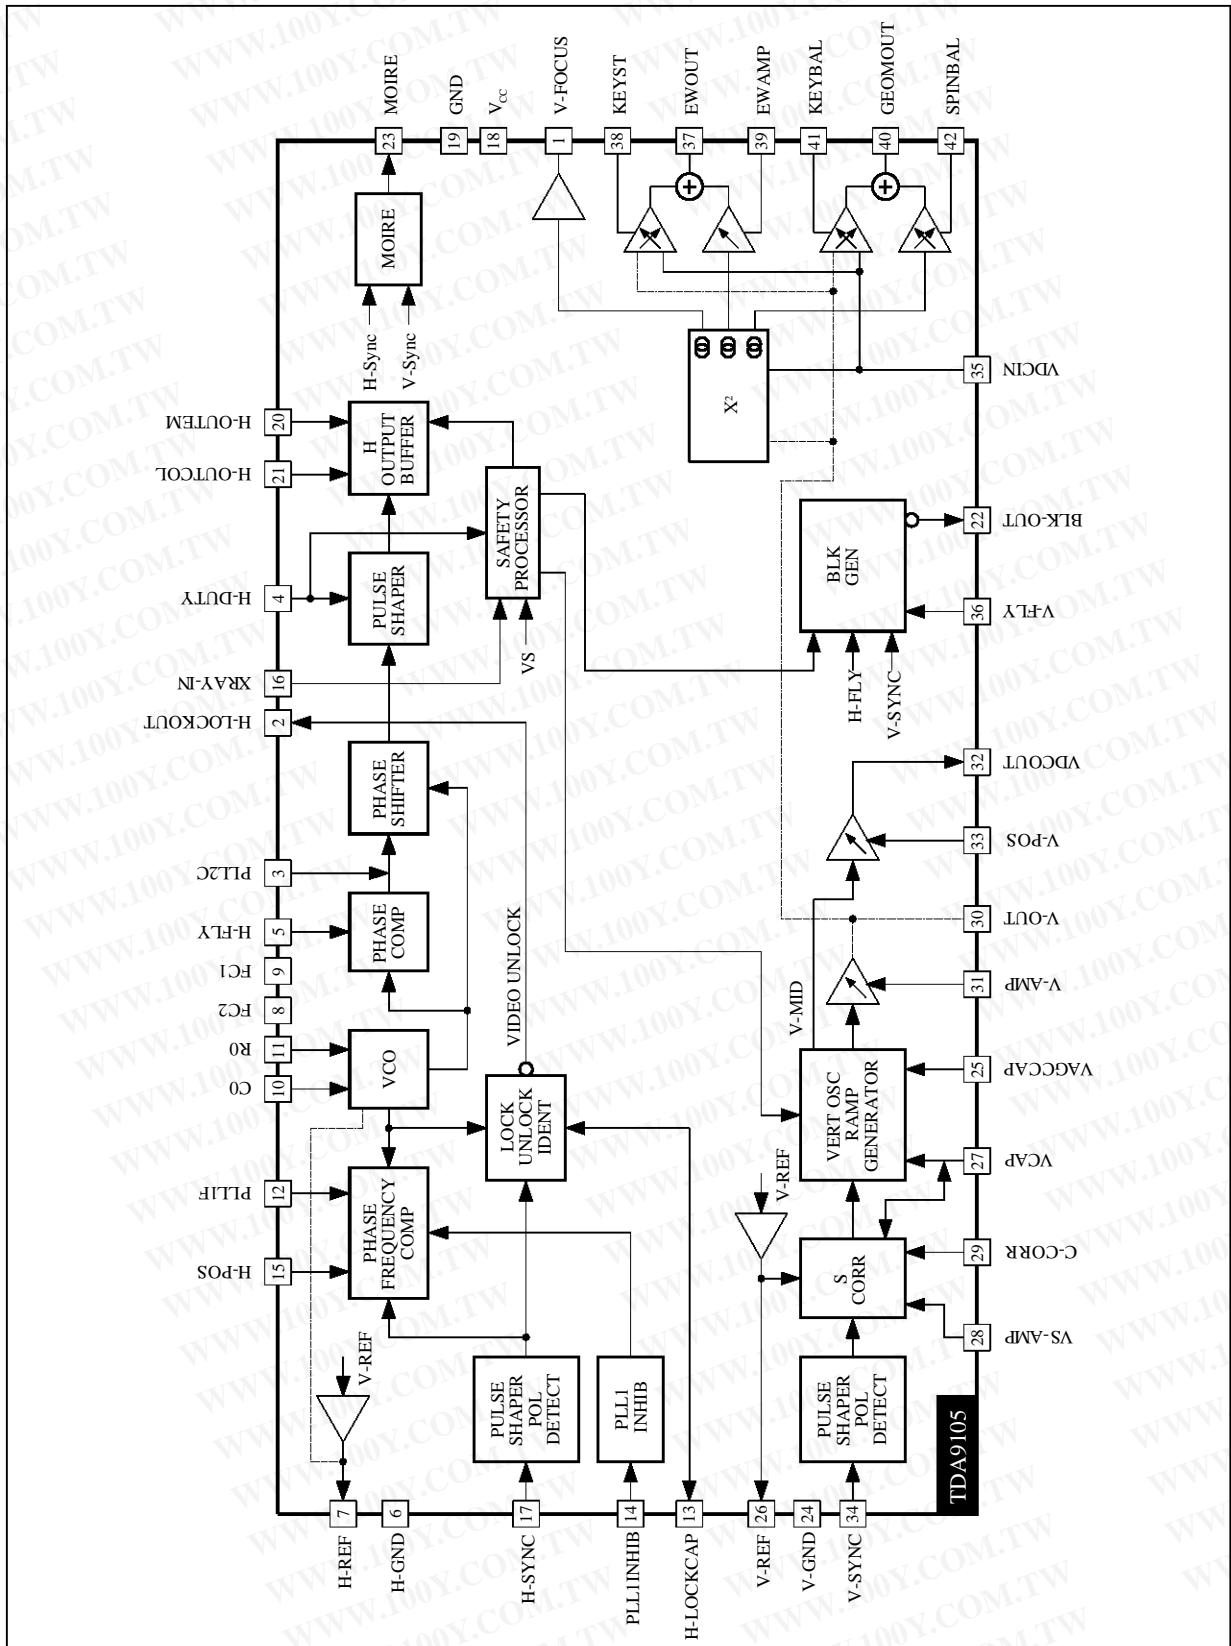 H-REF
7
H-GND
6
H-SYNC
17
PLL1INHIB
14
H-LOCKCAP
13
V-REF
26
V-GND
24
V-SYNC
34
H-POS
15
PLL1F
12
C0
10
R0
11
FC2
8
FC1
9
H-FLY
5
PLL2C
3
H-LOCKOUT
2
XRAY-IN
16
H-DUTY
4
H-OUTCOL
21
H-OUTEM
20
V-REF
PHASE
FREQUENCY
COMP
VCO
PHASE
COMP
PHASE
SHIFTER
PULSE
SHAPER
H
OUTPUT
BUFFER
H-Sync
V-Sync
MOIRE
PULSE
SHAPER
POL
DETECT
LOCK
UNLOCK
IDENT
VIDEO UNLOCK
VS
SAFETY
PROCESSOR
PLL1
INHIB
X²
V-REF
V-MID
H-FLY
V-SYNC
BLK
GEN
PULSE
SHAPER
POL
DETECT
S
CORR
VERT OSC
RAMP
GENERATOR
TDA9105
28
VS-AMP
29
C-CORR
27
VCAP
25
VAGCCAP
31
V-AMP
30
V-OUT
33
V-POS
32
VDCOUT
36
V-FLY
22
BLK-OUT
35
VDCIN
23
MOIRE
19
GND
18
VCC
1
V-FOCUS
38
KEYST
37
EWOUT
39
EWAMP
41
KEYBAL
40
GEOMOUT
42
SPINBAL
WWW.100Y.COM.TW